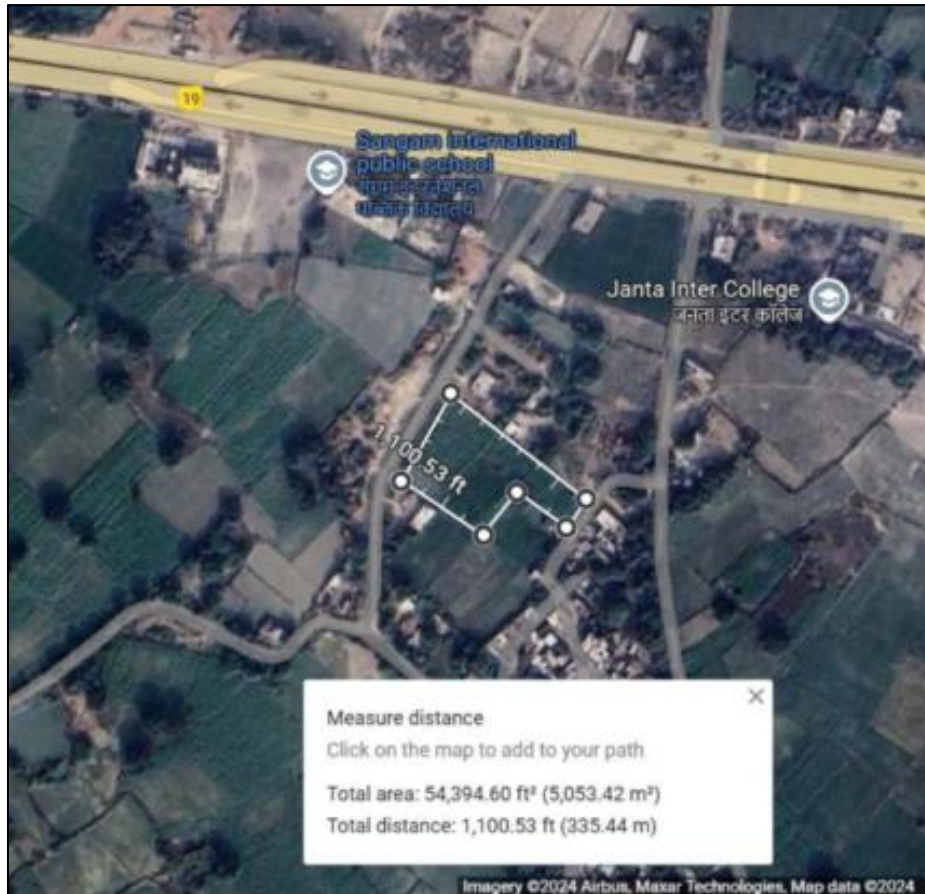 19
Sangam international
public school
Janta Inter College
जनता इंटर कॉलेज
1,100.53 ft
Measure distance
Click on the map to add to your path
Total area: 54,394.60 ft² (5,053.42 m²)
Total distance: 1,100.53 ft (335.44 m)
Imagery ©2024 Airbus, Maxar Technologies, Map data ©2024